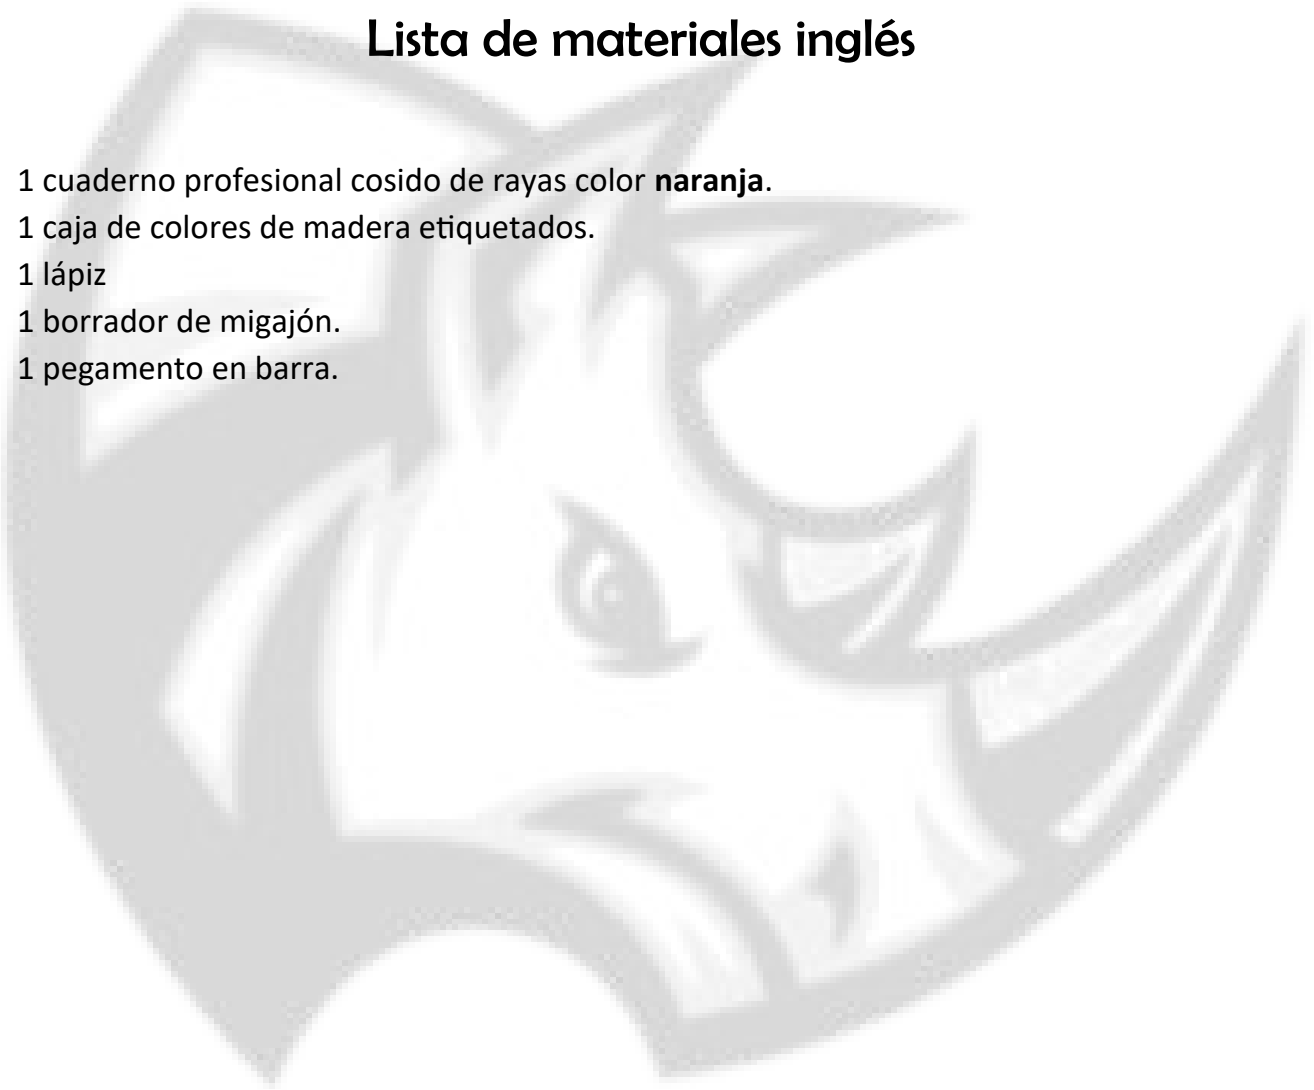 Lista de materiales inglés
1 cuaderno profesional cosido de rayas color naranja.
1 caja de colores de madera etiquetados.
1 lápiz
1 borrador de migajón.
1 pegamento en barra.